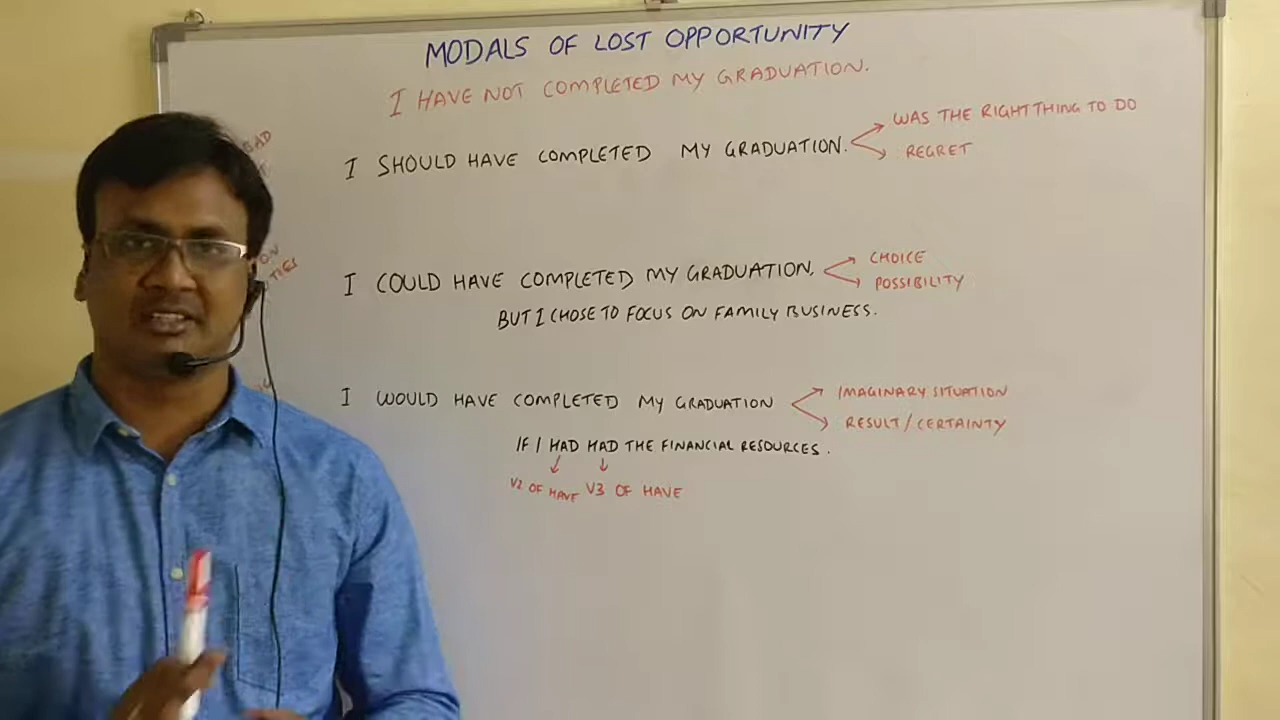 MODALS OF LOST OPPORTUNITY
I HAVE NOT COMPLETED MY GRADUATION.
I SHOULD HAVE COMPLETED MY GRADUATION.
WAS THE RIGHT THING TO DO
REGRET
I COULD HAVE COMPLETED MY GRADUATION,
CHOICE
POSSIBILITY
BUT I CHOSE TO FOCUS ON FAMILY BUSINESS.
I WOULD HAVE COMPLETED MY GRADUATION
IMAGINARY SITUATION
RESULT/CERTAINTY
IF I HAD HAD THE FINANCIAL RESOURCES.
V2 OF HAVE V3 OF HAVE